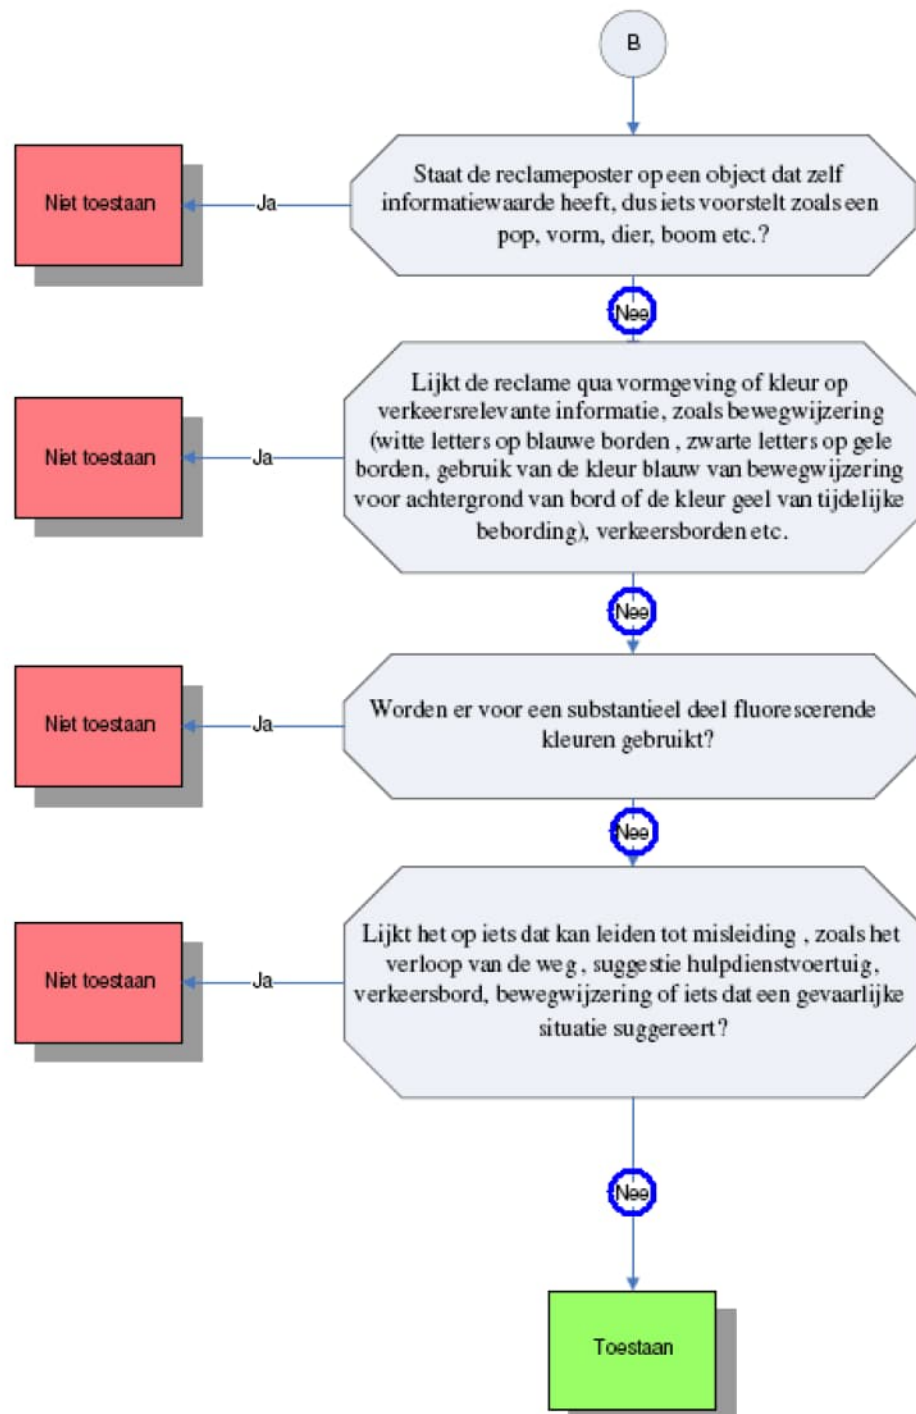 B
Staat de reclameposter op een object dat zelf
informatiewaarde heeft, dus iets voorstelt zoals een
pop, vorm, dier, boom etc.?
Ja
Niet toestaan
Nee
Lijkt de reclame qua vormgeving of kleur op
verkeersrelevante informatie, zoals bewegwijzering
(witte letters op blauwe borden , zwarte letters op gele
borden, gebruik van de kleur blauw van bewegwijzering
voor achtergrond van bord of de kleur geel van tijdelijke
bebording), verkeersborden etc.
Ja
Niet toestaan
Nee
Worden er voor een substantieel deel fluorescerende
kleuren gebruikt?
Ja
Niet toestaan
Nee
Lijkt het op iets dat kan leiden tot misleiding , zoals het
verloop van de weg , suggestie hulpdienstvoertuig,
verkeersbord, bewegwijzering of iets dat een gevaarlijke
situatie suggereert?
Ja
Niet toestaan
Nee
Toestaan